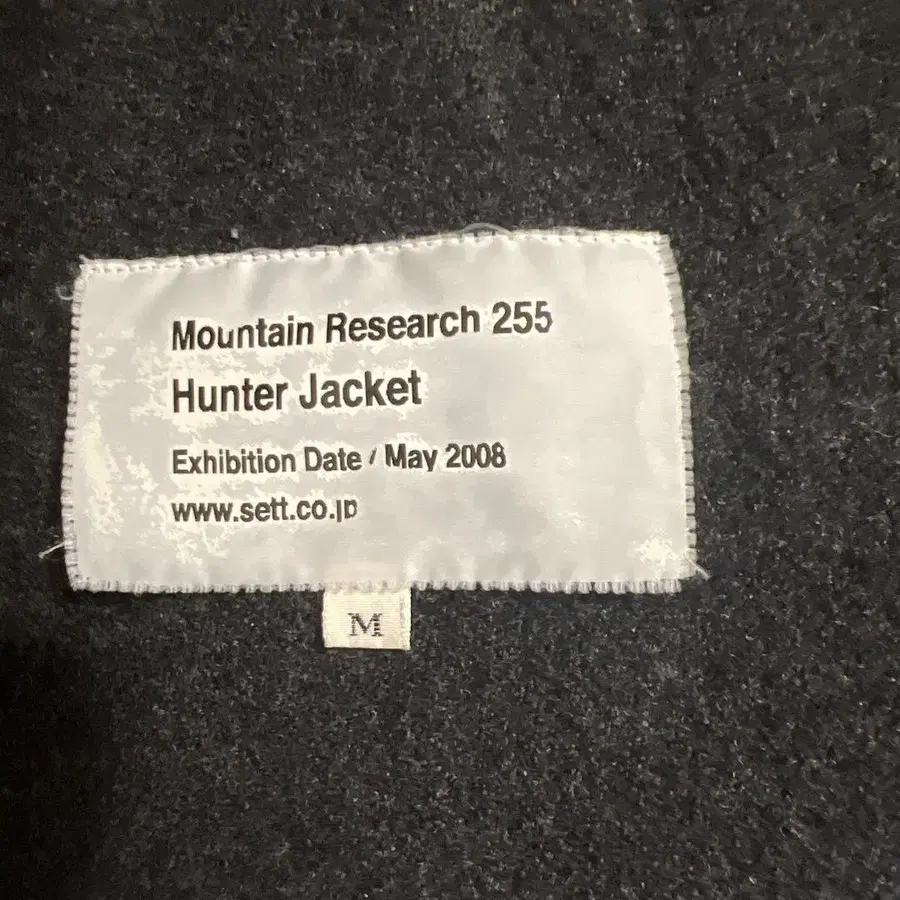 Mountain Research 255
Hunter Jacket
Exhibition Date / May 2008
www.sett.co.jp
M